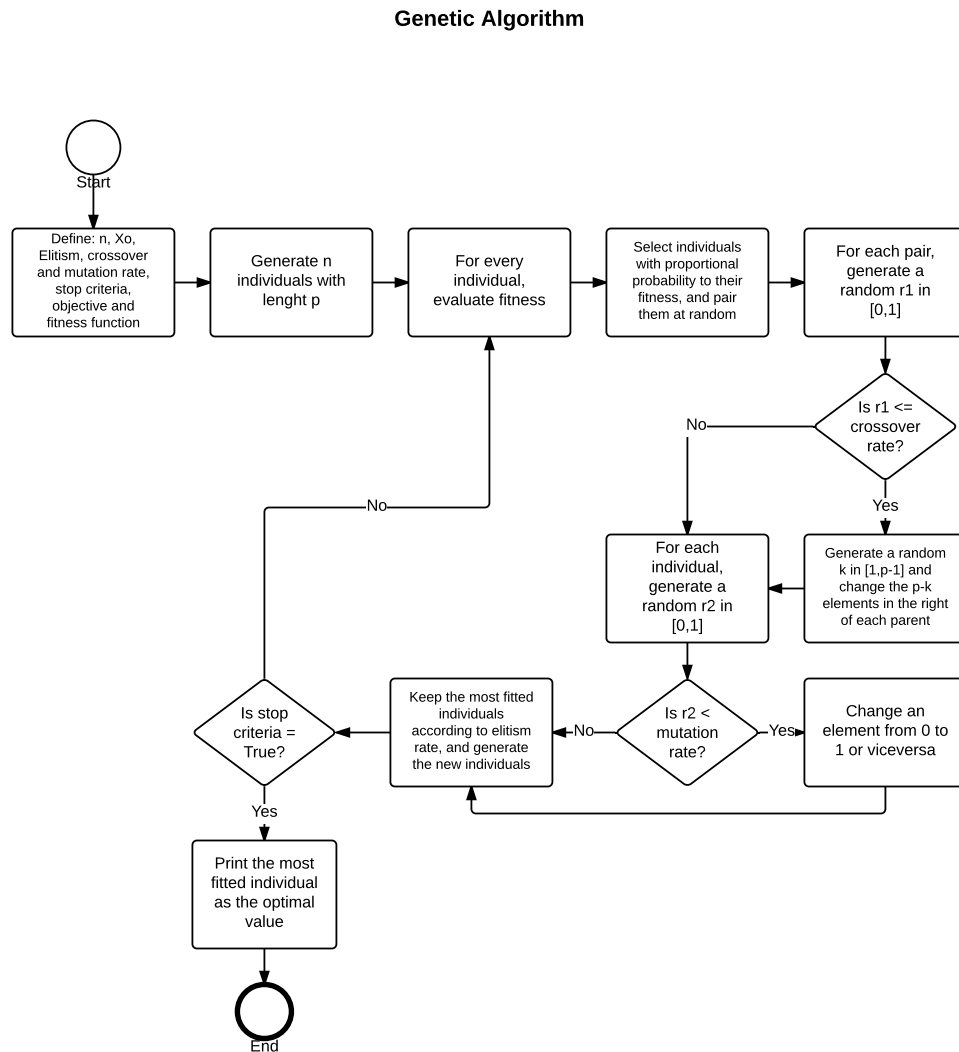 Genetic Algorithm
Start
Define: n, Xo,
Elitism, crossover
and mutation rate,
stop criteria,
objective and
fitness function
Generate n
individuals with
lenght p
For every
individual,
evaluate fitness
Select individuals
with proportional
probability to their
fitness, and pair
them at random
For each pair,
generate a
random r1 in
[0,1]
Is r1 <=
crossover
rate?
No
Yes
Generate a random
k in [1,p-1] and
change the p-k
elements in the right
of each parent
For each
individual,
generate a
random r2 in
[0,1]
Is r2 <
mutation
rate?
Yes
Change an
element from 0 to
1 or viceversa
No
Keep the most fitted
individuals
according to elitism
rate, and generate
the new individuals
Is stop
criteria =
True?
No
Yes
Print the most
fitted individual
as the optimal
value
End